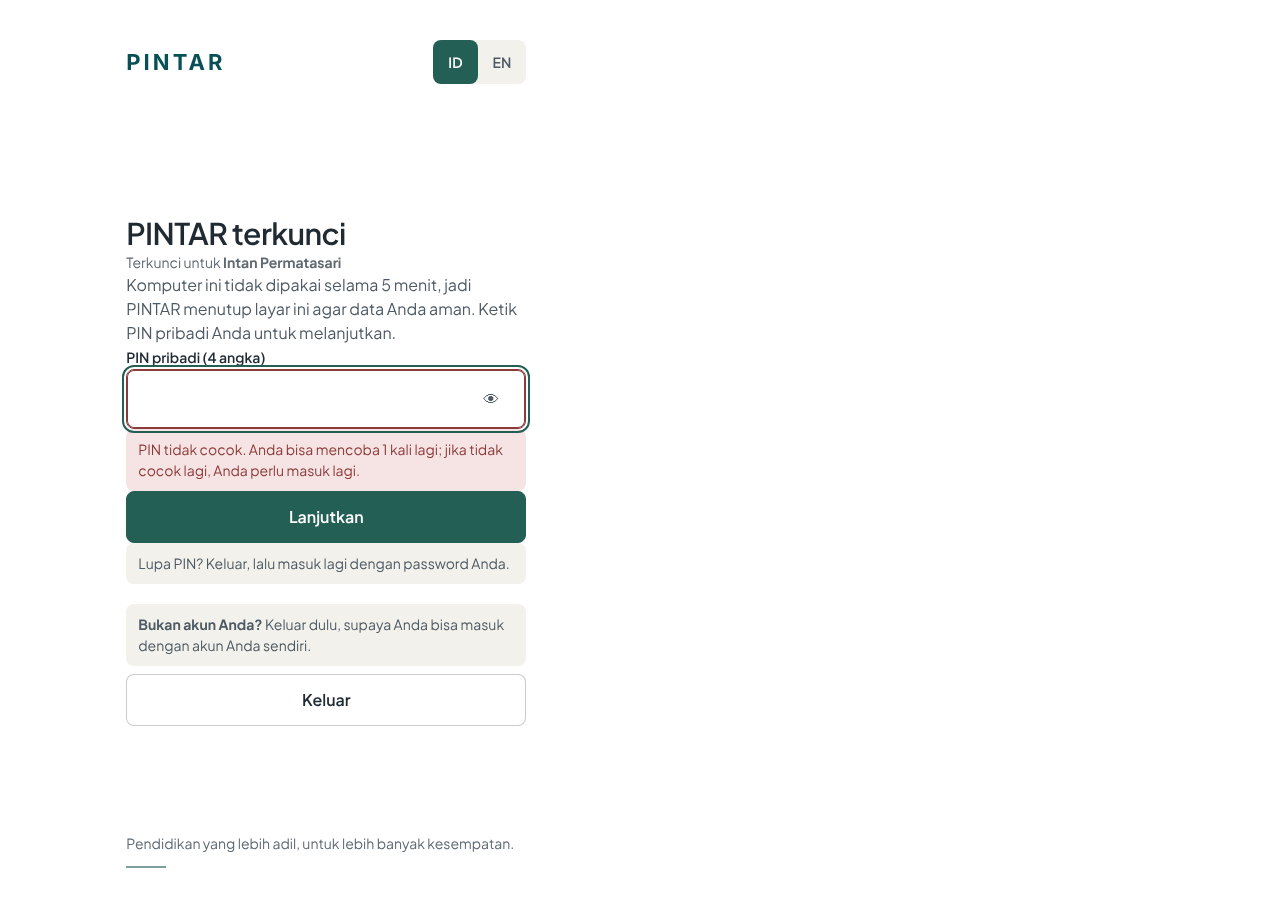 PINTAR
ID
EN
PINTAR terkunci
Terkunci untuk Intan Permatasari
Komputer ini tidak dipakai selama 5 menit, jadi
PINTAR menutup layar ini agar data Anda aman. Ketik
PIN pribadi Anda untuk melanjutkan.
PIN pribadi (4 angka)
PIN tidak cocok. Anda bisa mencoba 1 kali lagi; jika tidak
cocok lagi, Anda perlu masuk lagi.
Lanjutkan
Lupa PIN? Keluar, lalu masuk lagi dengan password Anda.
Bukan akun Anda? Keluar dulu, supaya Anda bisa masuk
dengan akun Anda sendiri.
Keluar
Pendidikan yang lebih adil, untuk lebih banyak kesempatan.